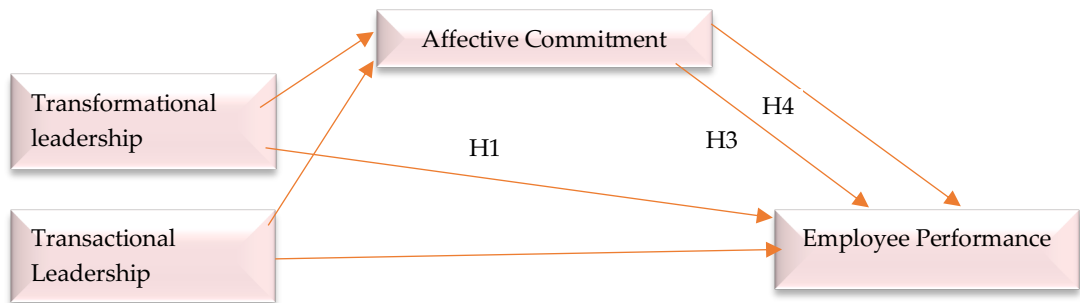 Affective Commitment
Transformational
leadership
H4
H1
H3
Transactional
Leadership
Employee Performance